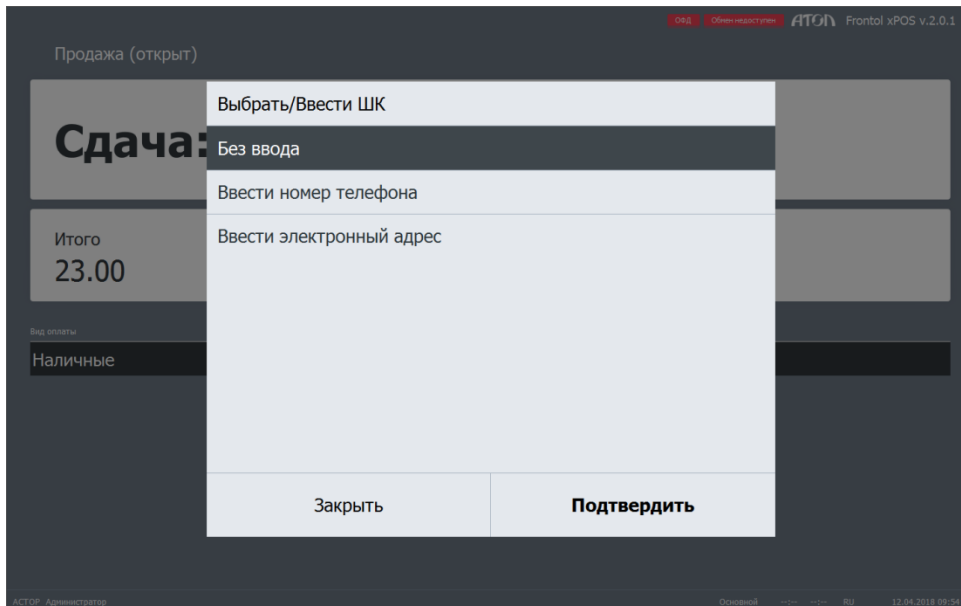 ОФД Обмен недоступен АТОЛ Frontol xPOS v.2.0.1
Продажа (открыт)
Выбрать/Ввести ШК
Сдача:
Без ввода
Ввести номер телефона
Итого
Ввести электронный адрес
23.00
Вид оплаты
Наличные
Закрыть Подтвердить
АСТОР Администратор Основной --:-- --:-- RU 12.04.2018 09:54